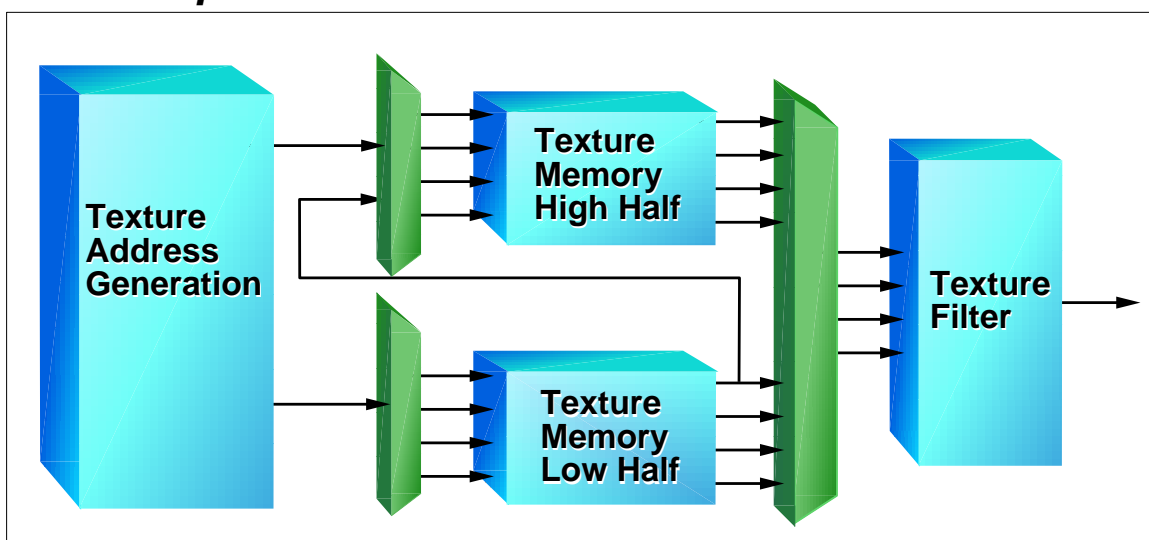 Texture
Address
Generation
Texture
Memory
High Half
Texture
Memory
Low Half
Texture
Filter